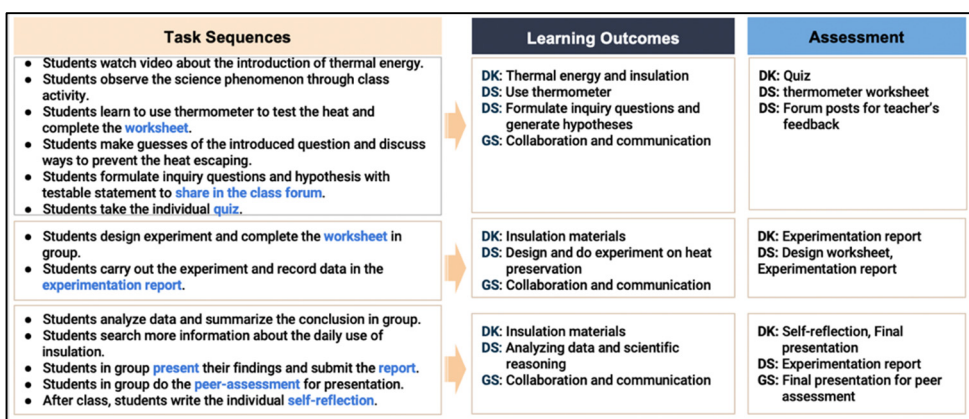 Task Sequences
Learning Outcomes
Assessment
● Students watch video about the introduction of thermal energy.
● Students observe the science phenomenon through class
activity.
● Students learn to use thermometer to test the heat and
complete the worksheet.
● Students make guesses of the introduced question and discuss
ways to prevent the heat escaping.
● Students formulate inquiry questions and hypothesis with
testable statement to share in the class forum.
● Students take the individual quiz.
DK: Thermal energy and insulation
DS: Use thermometer
DS: Formulate inquiry questions and
generate hypotheses
GS: Collaboration and communication
DK: Quiz
DS: thermometer worksheet
DS: Forum posts for teacher's
feedback
● Students design experiment and complete the worksheet in
group.
● Students carry out the experiment and record data in the
experimentation report.
DK: Insulation materials
DS: Design and do experiment on heat
preservation
GS: Collaboration and communication
DK: Experimentation report
DS: Design worksheet,
Experimentation report
● Students analyze data and summarize the conclusion in group.
● Students search more information about the daily use of
insulation.
● Students in group present their findings and submit the report.
● Students in group do the peer-assessment for presentation.
● After class, students write the individual self-reflection.
DK: Insulation materials
DS: Analyzing data and scientific
reasoning
GS: Collaboration and communication
DK: Self-reflection, Final
presentation
DS: Experimentation report
GS: Final presentation for peer
assessment